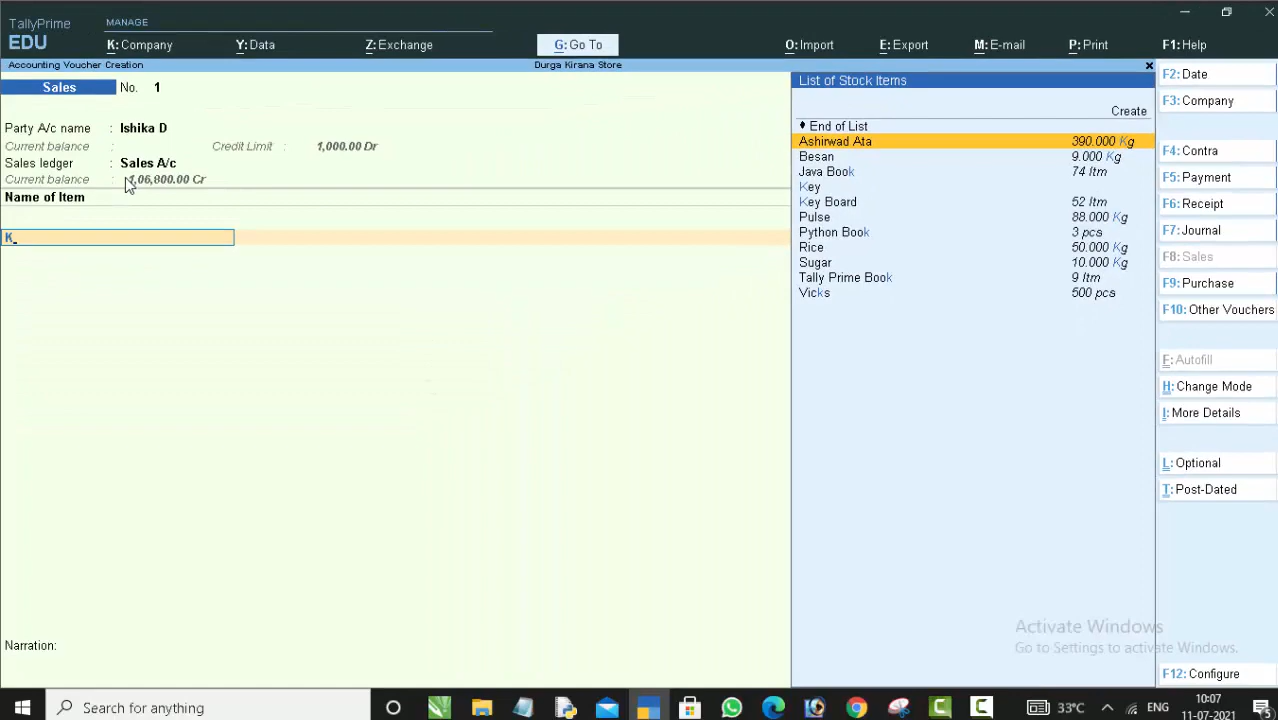 TallyPrime
EDU
MANAGE
K:Company
Y:Data
Z:Exchange
G:Go To
O:Import
E:Export
M:E-mail
P:Print
F1:Help
Accounting Voucher Creation
Durga Kirana Store
Sales No. 1
Party A/c name : Ishika D
Current balance : Credit Limit : 1,000.00 Dr
Sales ledger : Sales A/c
Current balance : 1,06,800.00 Cr
Name of Item
K
Narration:
List of Stock Items
Create
End of List
Ashirwad Ata 390.000 Kg
Besan 9.000 Kg
Java Book 74 Itm
Key
Key Board 52 Itm
Pulse 88.000 Kg
Python Book 3 pcs
Rice 50.000 Kg
Sugar 10.000 Kg
Tally Prime Book 9 Itm
Vicks 500 pcs
F2:Date
F3:Company
F4:Contra
F5:Payment
F6:Receipt
F7:Journal
F8:Sales
F9:Purchase
F10:Other Vouchers
F:Autofill
H:Change Mode
I:More Details
L:Optional
T:Post-Dated
F12:Configure
Activate Windows
Go to Settings to activate Windows.
Search for anything
33°C
ENG
10:07
11-07-2021
5